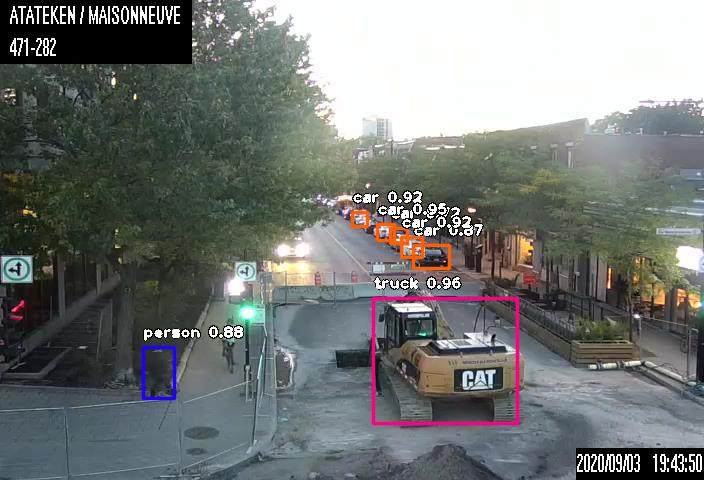 ATATEKEN / MAISONNEUVE
471-282
car 0.92
car 0.95
car 0.92
car 0.87
truck 0.96
person 0.88
CAT
2020/09/03 19:43:50